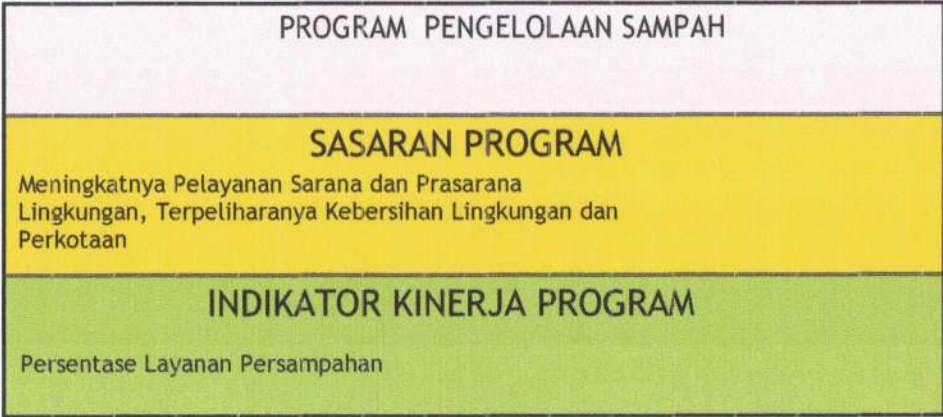 PROGRAM PENGELOLAAN SAMPAH
SASARAN PROGRAM
Meningkatnya Pelayanan Sarana dan Prasarana
Lingkungan, Terpeliharanya Kebersihan Lingkungan dan
Perkotaan
INDIKATOR KINERJA PROGRAM
Persentase Layanan Persampahan